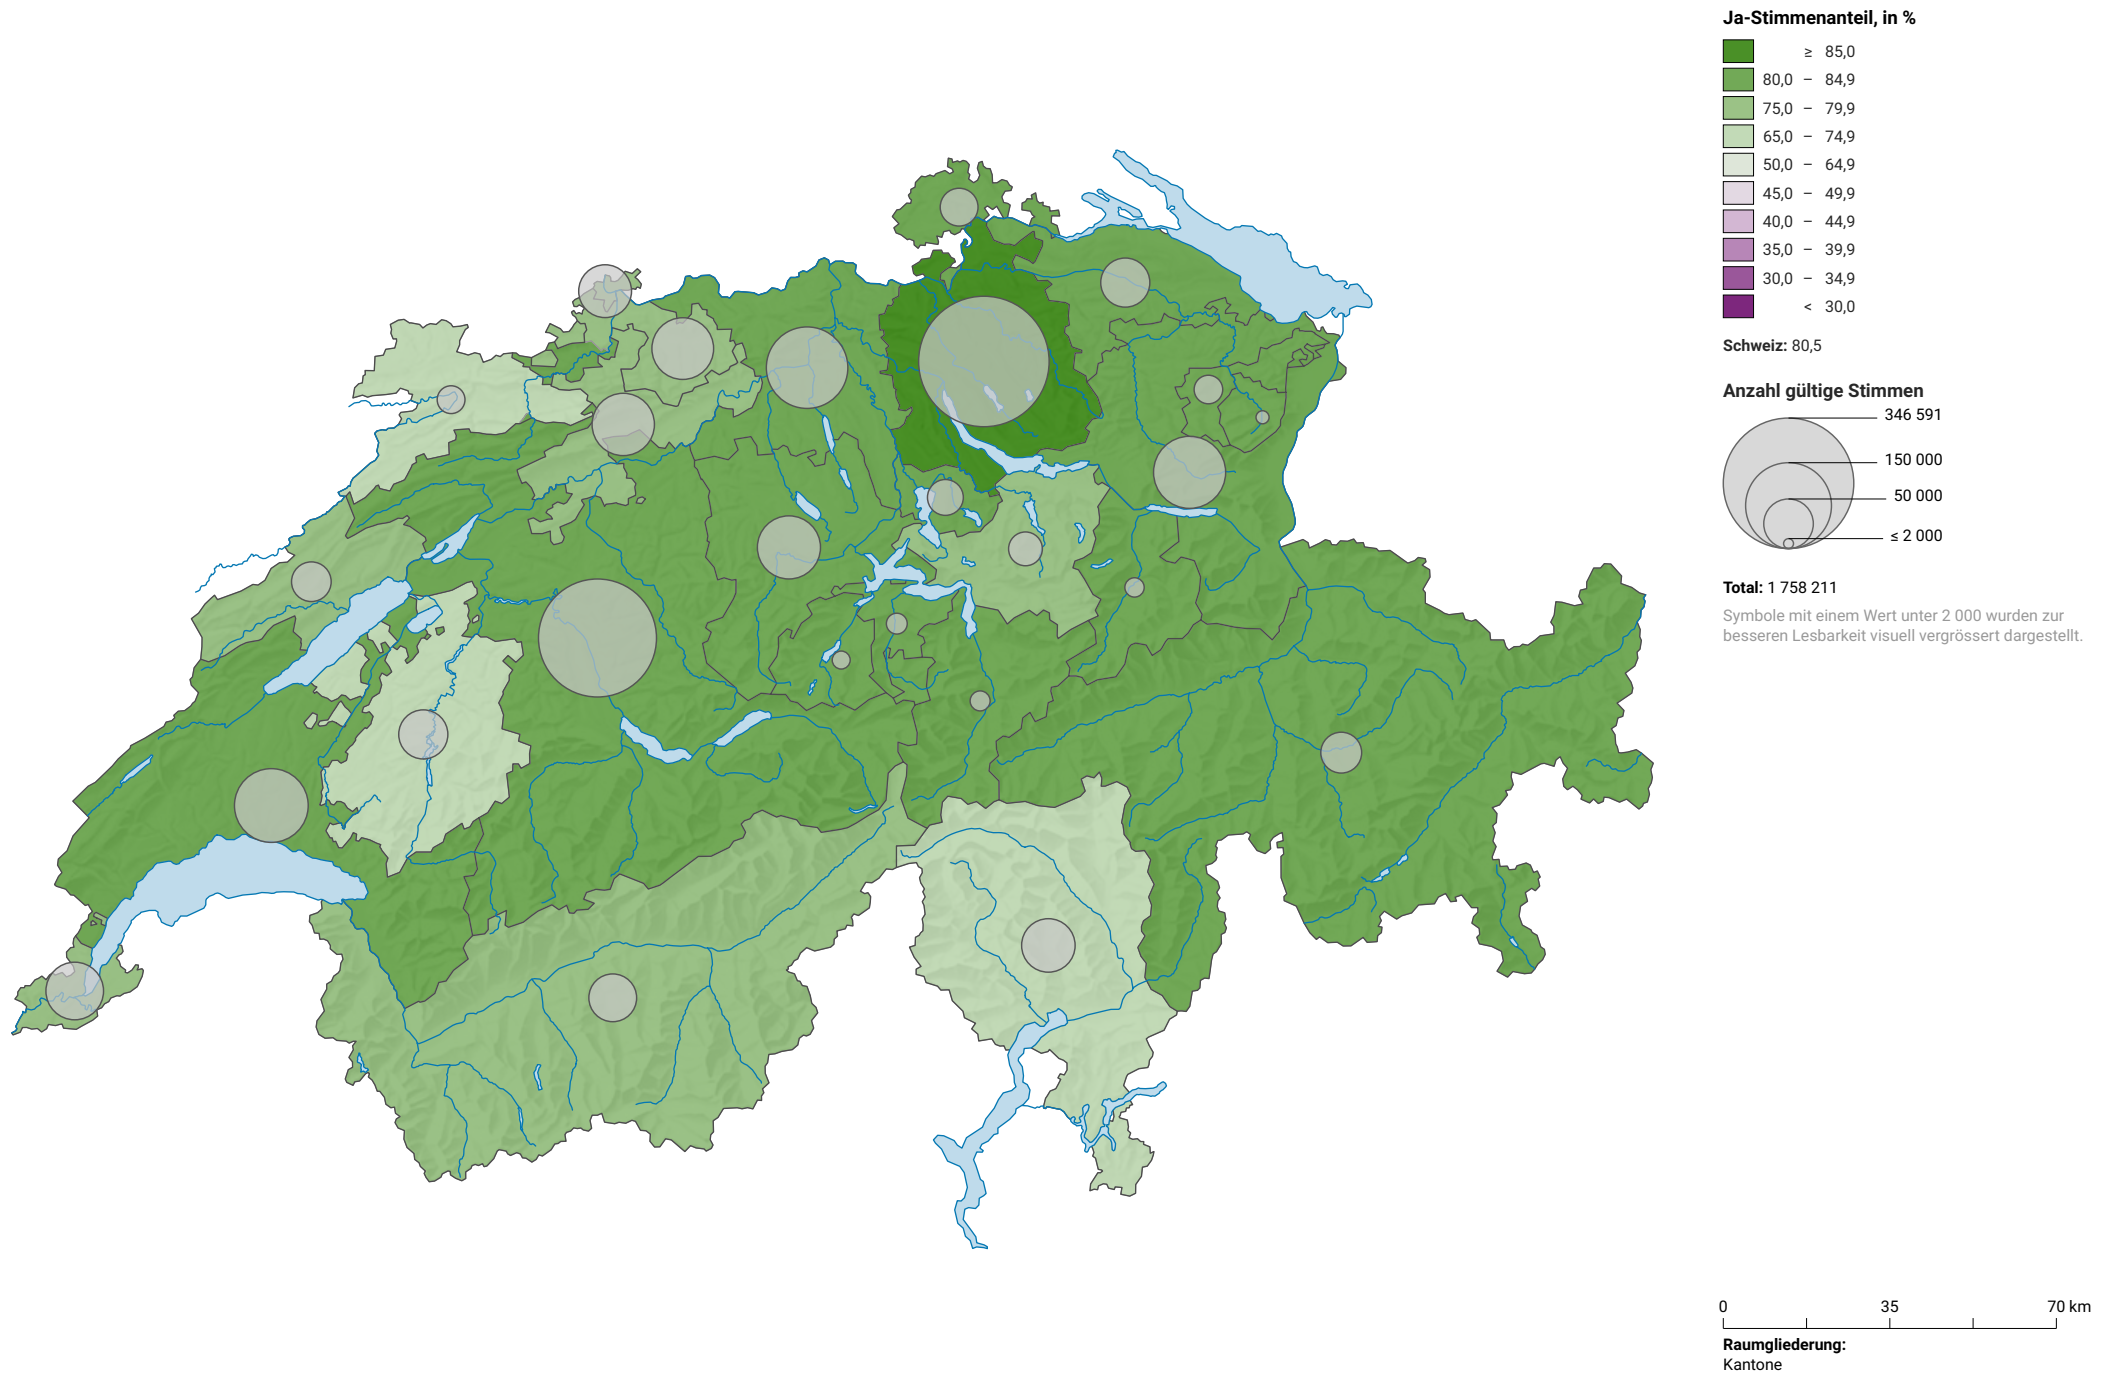 Ja-Stimmenanteil, in %
≥ 85,0
80,0 – 84,9
75,0 – 79,9
65,0 – 74,9
50,0 – 64,9
45,0 – 49,9
40,0 – 44,9
35,0 – 39,9
30,0 – 34,9
< 30,0
Schweiz: 80,5
Anzahl gültige Stimmen
346 591
150 000
50 000
≤ 2 000
Total: 1 758 211
Symbole mit einem Wert unter 2 000 wurden zur
besseren Lesbarkeit visuell vergrössert dargestellt.
0 35 70 km
Raumgliederung:
Kantone